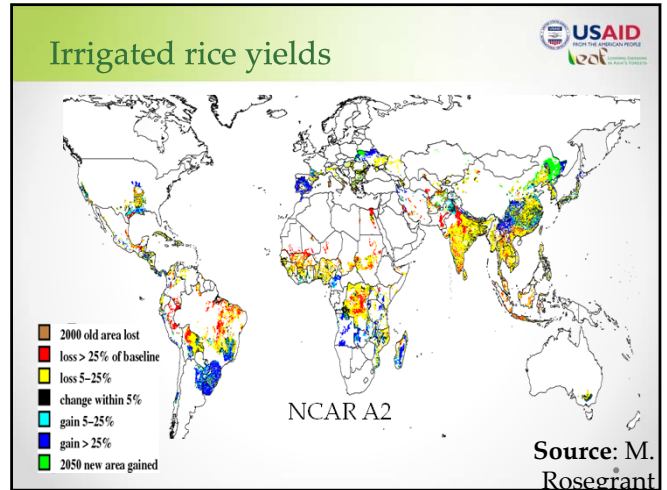 Irrigated rice yields
USAID
FROM THE AMERICAN PEOPLE
leaf
2000 old area lost
loss > 25% of baseline
loss 5–25%
change within 5%
gain 5–25%
gain > 25%
2050 new area gained
NCAR A2
Source: M.
Rosegrant